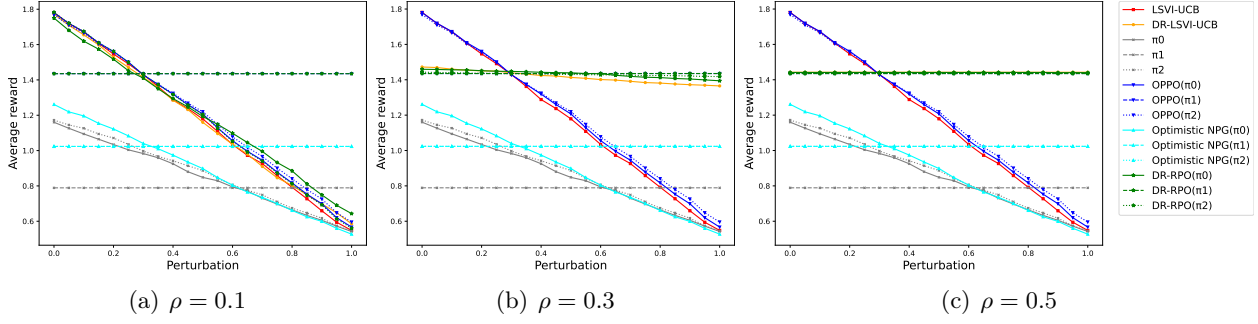 1.8
1.6
1.4
1.2
1.0
0.8
0.6
Average reward
0.0 0.2 0.4 0.6 0.8 1.0
Perturbation
(a) ρ = 0.1
1.8
1.6
1.4
1.2
1.0
0.8
0.6
Average reward
0.0 0.2 0.4 0.6 0.8 1.0
Perturbation
(b) ρ = 0.3
1.8
1.6
1.4
1.2
1.0
0.8
0.6
Average reward
0.0 0.2 0.4 0.6 0.8 1.0
Perturbation
(c) ρ = 0.5
LSVI-UCB
DR-LSVI-UCB
π0
π1
π2
OPPO(π0)
OPPO(π1)
OPPO(π2)
Optimistic NPG(π0)
Optimistic NPG(π1)
Optimistic NPG(π2)
DR-RPO(π0)
DR-RPO(π1)
DR-RPO(π2)